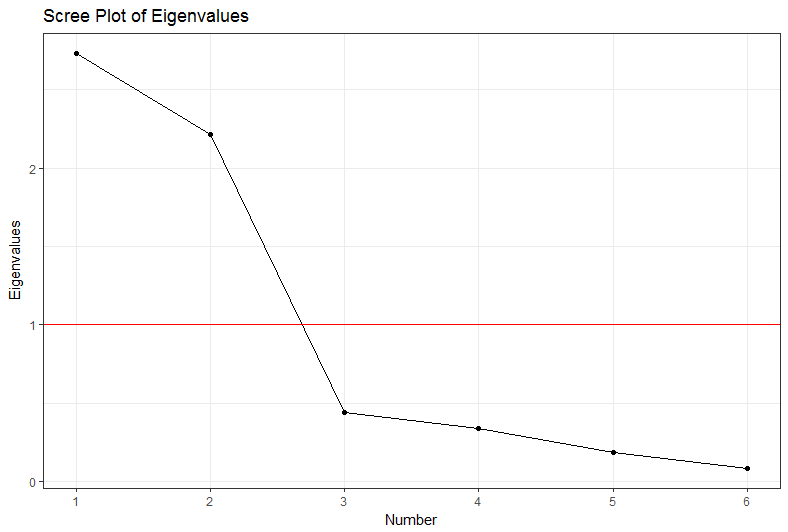 Scree Plot of Eigenvalues
2
1
0
Eigenvalues
1 2 3 4 5 6
Number